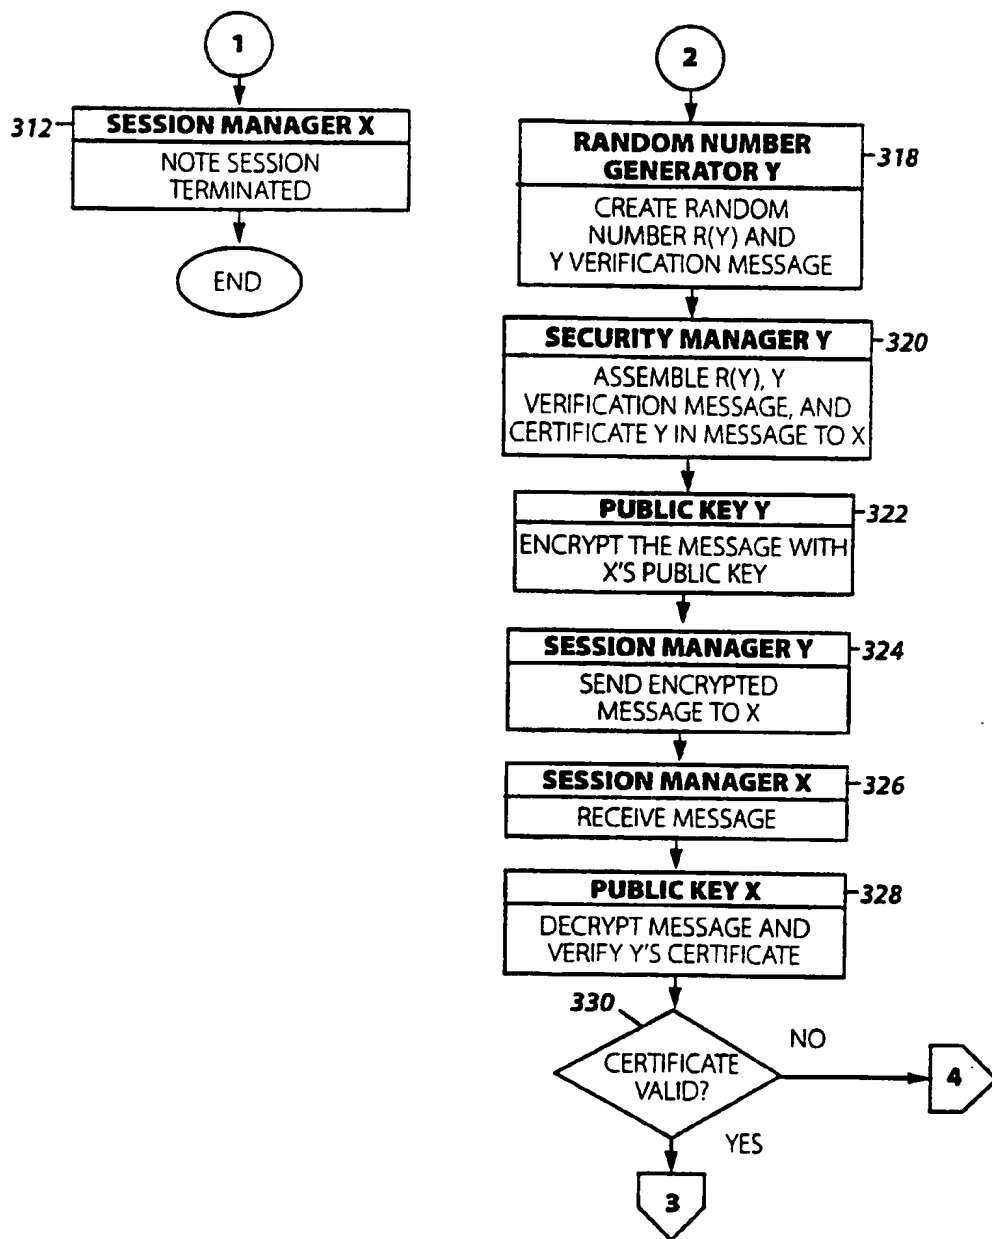 1
312
SESSION MANAGER X
NOTE SESSION
TERMINATED
END
2
RANDOM NUMBER
GENERATOR Y
318
CREATE RANDOM
NUMBER R(Y) AND
Y VERIFICATION MESSAGE
SECURITY MANAGER Y
320
ASSEMBLE R(Y), Y
VERIFICATION MESSAGE, AND
CERTIFICATE Y IN MESSAGE TO X
PUBLIC KEY Y
322
ENCRYPT THE MESSAGE WITH
X'S PUBLIC KEY
SESSION MANAGER Y
324
SEND ENCRYPTED
MESSAGE TO X
SESSION MANAGER X
326
RECEIVE MESSAGE
PUBLIC KEY X
328
DECRYPT MESSAGE AND
VERIFY Y'S CERTIFICATE
330
CERTIFICATE
VALID?
NO
4
YES
3